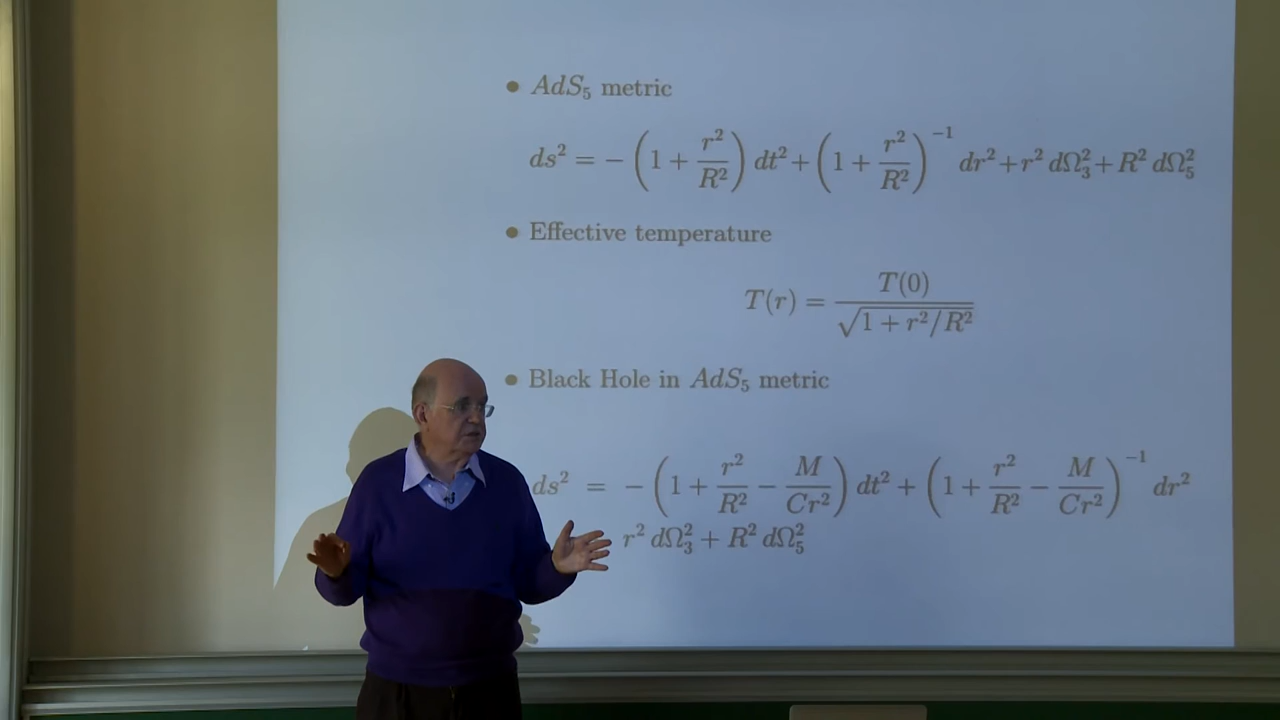 • AdS₅ metric
ds² = −(1 + r²/R²) dt² + (1 + r²/R²)⁻¹ dr² + r² dΩ₃² + R² dΩ₅²
• Effective temperature
T(r) = T(0)/√(1 + r²/R²)
• Black Hole in AdS₅ metric
ds² = −(1 + r²/R² − M/Cr²) dt² + (1 + r²/R² − M/Cr²)⁻¹ dr²
r² dΩ₃² + R² dΩ₅²